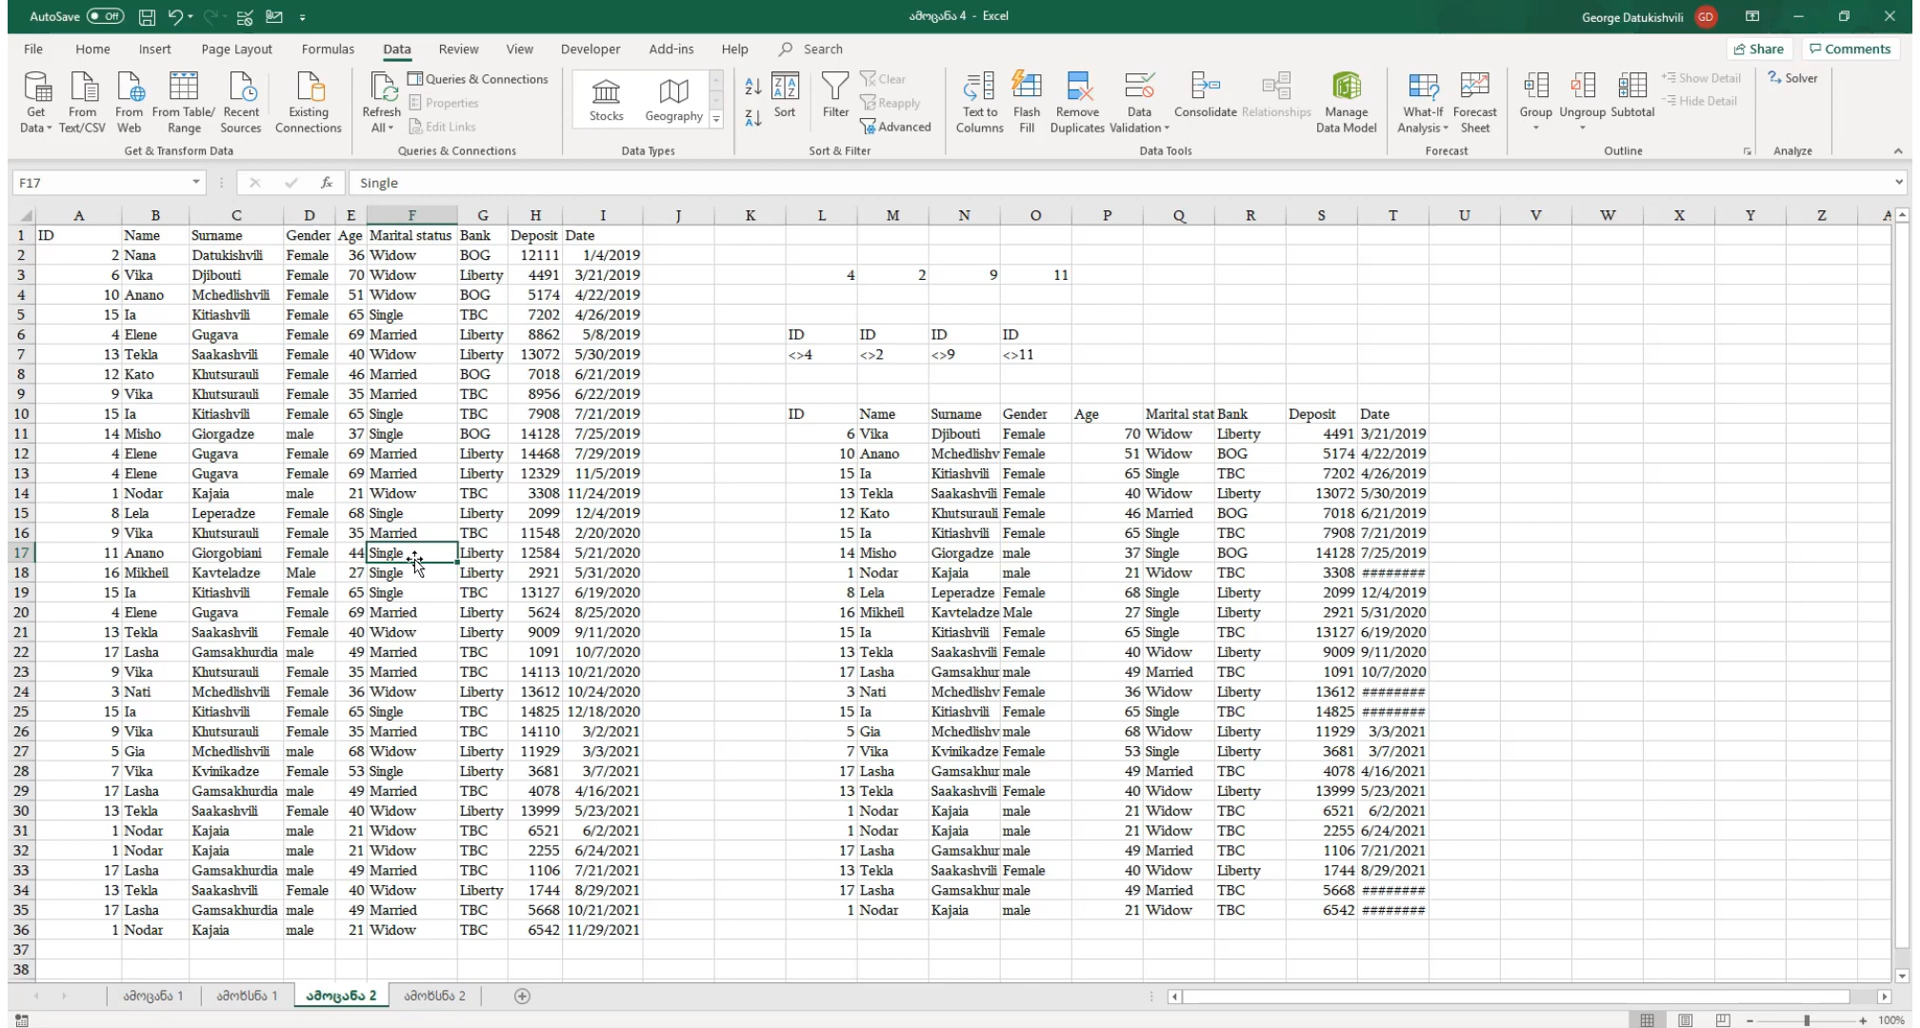 AutoSave Off ამოცანა 4 - Excel George Datukishvili GD
File Home Insert Page Layout Formulas Data Review View Developer Add-ins Help Search Share Comments
Get Data
From Text/CSV
From Web
From Table/ Range
Recent Sources
Existing Connections
Get & Transform Data
Refresh All
Queries & Connections
Properties
Edit Links
Queries & Connections
Stocks
Geography
Data Types
Sort
Filter
Clear
Reapply
Advanced
Sort & Filter
Text to Columns
Flash Fill
Remove Duplicates
Data Validation
Consolidate
Relationships
Manage Data Model
Data Tools
What-If Analysis
Forecast Sheet
Forecast
Group
Ungroup
Subtotal
Show Detail
Hide Detail
Outline
Solver
Analyze
F17 fx Single
A B C D E F G H I J K L M N O P Q R S T U V W X Y Z
1 ID Name Surname Gender Age Marital status Bank Deposit Date
2 2 Nana Datukishvili Female 36 Widow BOG 12111 1/4/2019
3 6 Vika Djibouti Female 70 Widow Liberty 4491 3/21/2019 4 2 9 11
4 10 Anano Mchedlishvili Female 51 Widow BOG 5174 4/22/2019
5 15 Ia Kitiashvili Female 65 Single TBC 7202 4/26/2019
6 4 Elene Gugava Female 69 Married Liberty 8862 5/8/2019 ID ID ID ID
7 13 Tekla Saakashvili Female 40 Widow Liberty 13072 5/30/2019 <>4 <>2 <>9 <>11
8 12 Kato Khutsurauli Female 46 Married BOG 7018 6/21/2019
9 9 Vika Khutsurauli Female 35 Married TBC 8956 6/22/2019
10 15 Ia Kitiashvili Female 65 Single TBC 7908 7/21/2019 ID Name Surname Gender Age Marital stat Bank Deposit Date
11 14 Misho Giorgadze male 37 Single BOG 14128 7/25/2019 6 Vika Djibouti Female 70 Widow Liberty 4491 3/21/2019
12 4 Elene Gugava Female 69 Married Liberty 14468 7/29/2019 10 Anano Mchedlishv Female 51 Widow BOG 5174 4/22/2019
13 4 Elene Gugava Female 69 Married Liberty 12329 11/5/2019 15 Ia Kitiashvili Female 65 Single TBC 7202 4/26/2019
14 1 Nodar Kajaia male 21 Widow TBC 3308 11/24/2019 13 Tekla Saakashvili Female 40 Widow Liberty 13072 5/30/2019
15 8 Lela Leperadze Female 68 Single Liberty 2099 12/4/2019 12 Kato Khutsurauli Female 46 Married BOG 7018 6/21/2019
16 9 Vika Khutsurauli Female 35 Married TBC 11548 2/20/2020 15 Ia Kitiashvili Female 65 Single TBC 7908 7/21/2019
17 11 Anano Giorgobiani Female 44 Single Liberty 12584 5/21/2020 14 Misho Giorgadze male 37 Single BOG 14128 7/25/2019
18 16 Mikheil Kavteladze Male 27 Single Liberty 2921 5/31/2020 1 Nodar Kajaia male 21 Widow TBC 3308 ########
19 15 Ia Kitiashvili Female 65 Single TBC 13127 6/19/2020 8 Lela Leperadze Female 68 Single Liberty 2099 12/4/2019
20 4 Elene Gugava Female 69 Married Liberty 5624 8/25/2020 16 Mikheil Kavteladze Male 27 Single Liberty 2921 5/31/2020
21 13 Tekla Saakashvili Female 40 Widow Liberty 9009 9/11/2020 15 Ia Kitiashvili Female 65 Single TBC 13127 6/19/2020
22 17 Lasha Gamsakhurdia male 49 Married TBC 1091 10/7/2020 13 Tekla Saakashvili Female 40 Widow Liberty 9009 9/11/2020
23 9 Vika Khutsurauli Female 35 Married TBC 14113 10/21/2020 17 Lasha Gamsakhur male 49 Married TBC 1091 10/7/2020
24 3 Nati Mchedlishvili Female 36 Widow Liberty 13612 10/24/2020 3 Nati Mchedlishv Female 36 Widow Liberty 13612 ########
25 15 Ia Kitiashvili Female 65 Single TBC 14825 12/18/2020 15 Ia Kitiashvili Female 65 Single TBC 14825 ########
26 9 Vika Khutsurauli Female 35 Married TBC 14110 3/2/2021 5 Gia Mchedlishv male 68 Widow Liberty 11929 3/3/2021
27 5 Gia Mchedlishvili male 68 Widow Liberty 11929 3/3/2021 7 Vika Kvinikadze Female 53 Single Liberty 3681 3/7/2021
28 7 Vika Kvinikadze Female 53 Single Liberty 3681 3/7/2021 17 Lasha Gamsakhur male 49 Married TBC 4078 4/16/2021
29 17 Lasha Gamsakhurdia male 49 Married TBC 4078 4/16/2021 13 Tekla Saakashvili Female 40 Widow Liberty 13999 5/23/2021
30 13 Tekla Saakashvili Female 40 Widow Liberty 13999 5/23/2021 1 Nodar Kajaia male 21 Widow TBC 6521 6/2/2021
31 1 Nodar Kajaia male 21 Widow TBC 6521 6/2/2021 1 Nodar Kajaia male 21 Widow TBC 2255 6/24/2021
32 1 Nodar Kajaia male 21 Widow TBC 2255 6/24/2021 17 Lasha Gamsakhur male 49 Married TBC 1106 7/21/2021
33 17 Lasha Gamsakhurdia male 49 Married TBC 1106 7/21/2021 13 Tekla Saakashvili Female 40 Widow Liberty 1744 8/29/2021
34 13 Tekla Saakashvili Female 40 Widow Liberty 1744 8/29/2021 17 Lasha Gamsakhur male 49 Married TBC 5668 ########
35 17 Lasha Gamsakhurdia male 49 Married TBC 5668 10/21/2021 1 Nodar Kajaia male 21 Widow TBC 6542 ########
36 1 Nodar Kajaia male 21 Widow TBC 6542 11/29/2021
37
38
ამოცანა 1 ამოხსნა 1 ამოცანა 2 ამოხსნა 2
100%